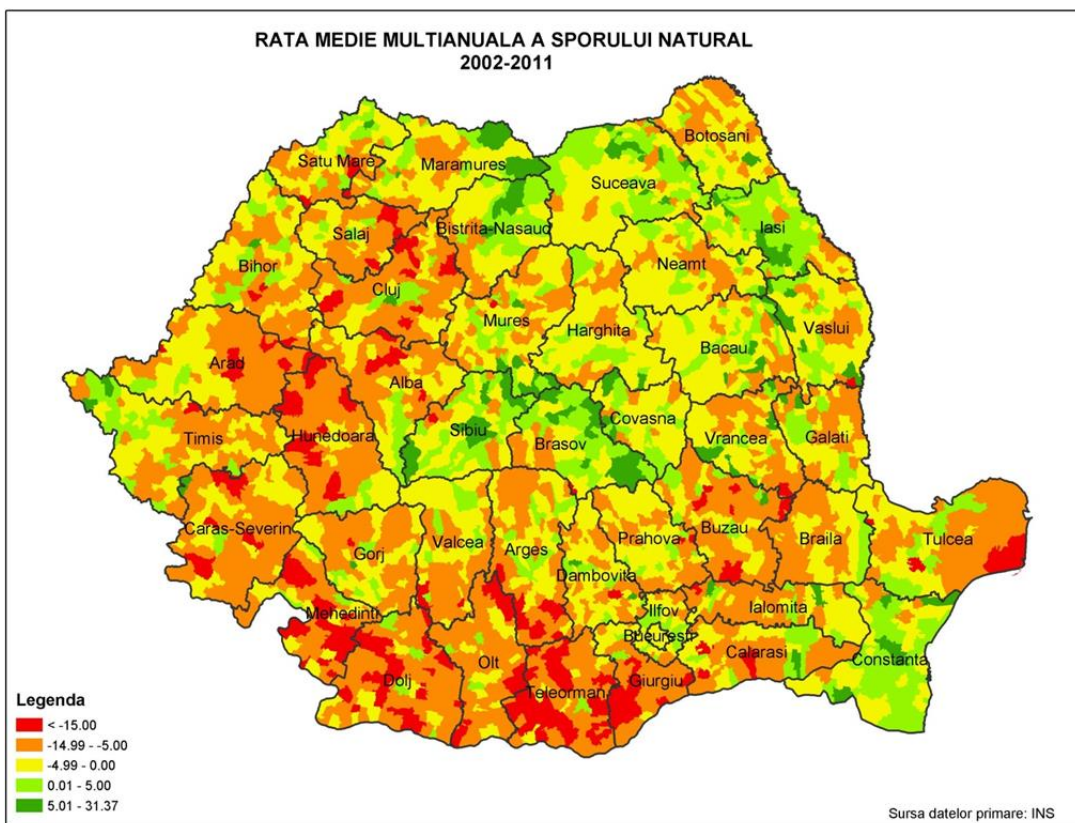 RATA MEDIE MULTIANUALA A SPORULUI NATURAL
2002-2011
Botosani
Satu Mare
Maramures
Suceava
Iasi
Salaj
Bistrita-Nasaud
Bihor
Neamt
Cluj
Mures
Harghita
Vaslui
Bacau
Arad
Alba
Covasna
Sibiu
Timis
Hunedoara
Brasov
Vrancea
Galati
Caras-Severin
Buzau
Prahova
Braila
Tulcea
Valcea
Arges
Gorj
Dambovita
Ilfov
Ialomita
Menedinti
Bucuresti
Calarasi
Constanta
Olt
Dolj
Teleorman
Giurgiu
Legenda
< -15.00
-14.99 - -5.00
-4.99 - 0.00
0.01 - 5.00
5.01 - 31.37
Sursa datelor primare: INS